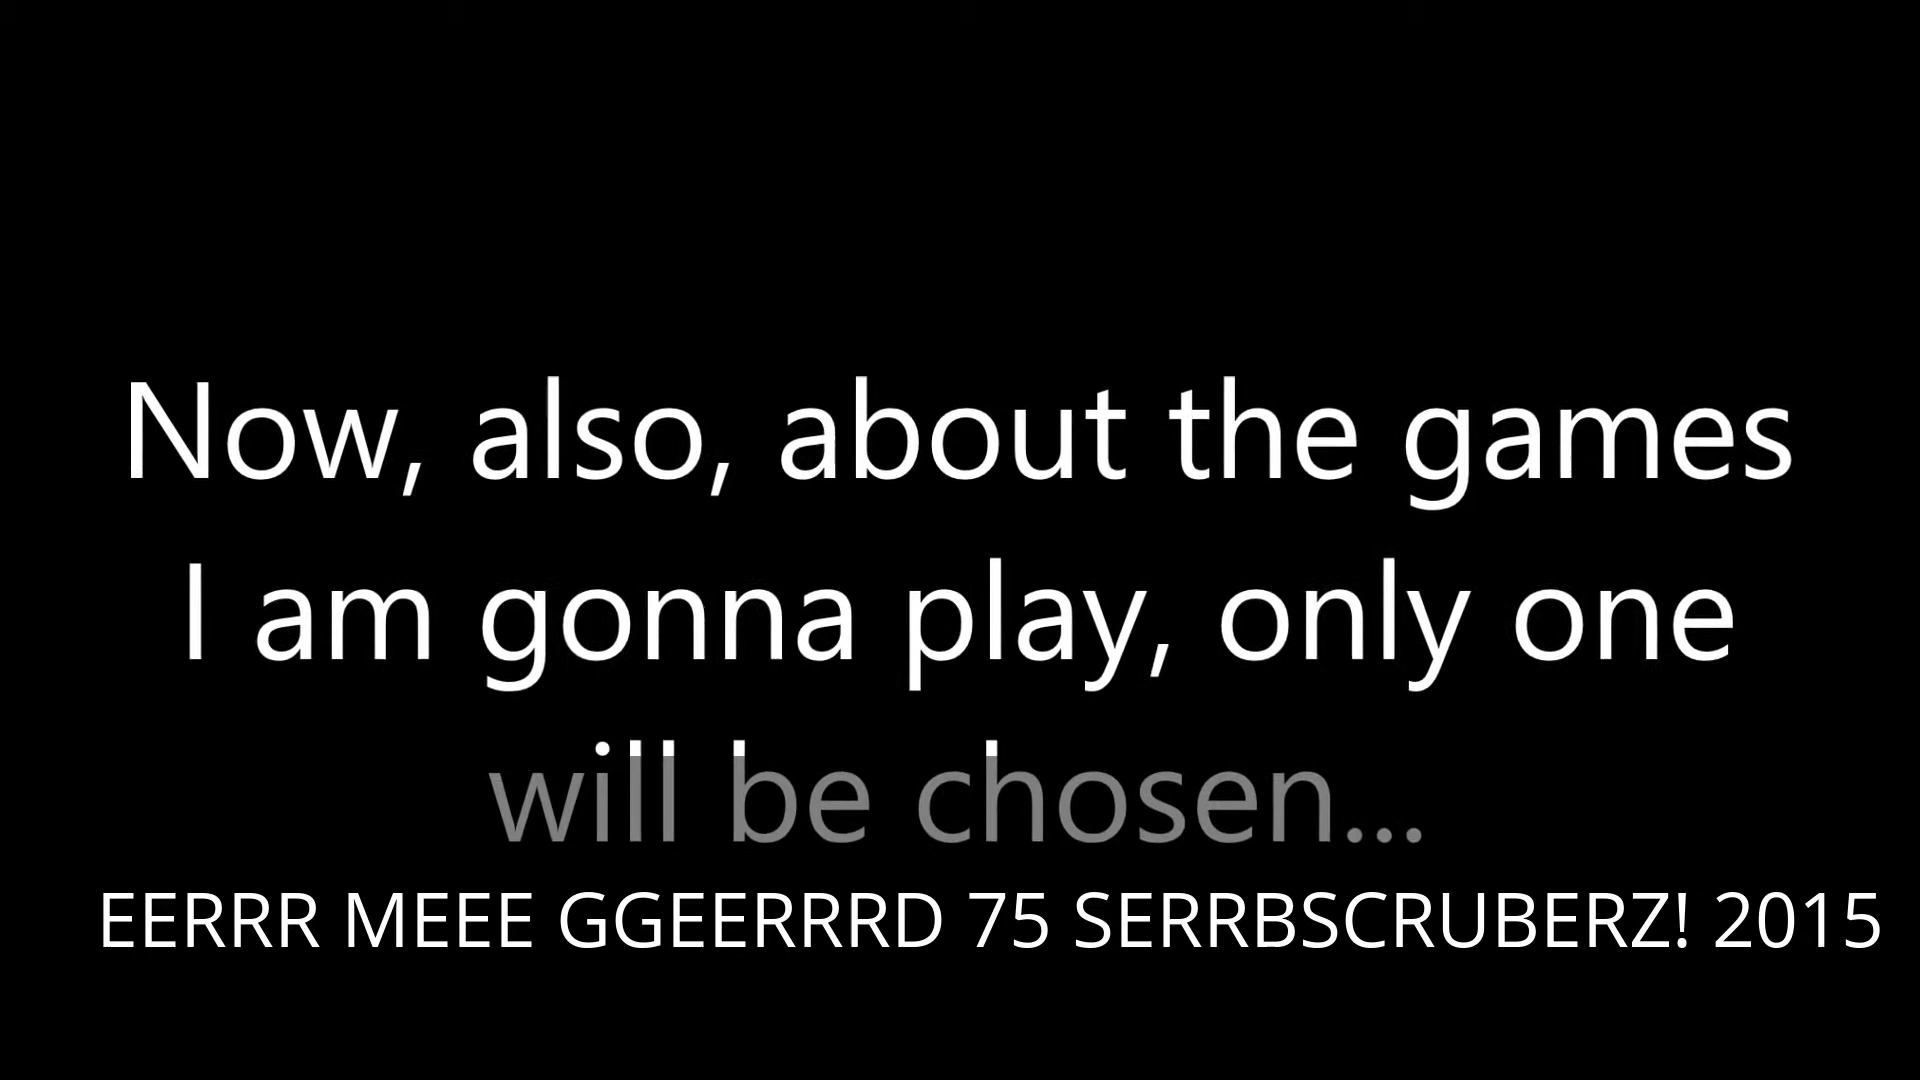 Now, also, about the games
I am gonna play, only one
will be chosen...
EERRR MEEE GGEERRRD 75 SERRBSCRUBERZ! 2015